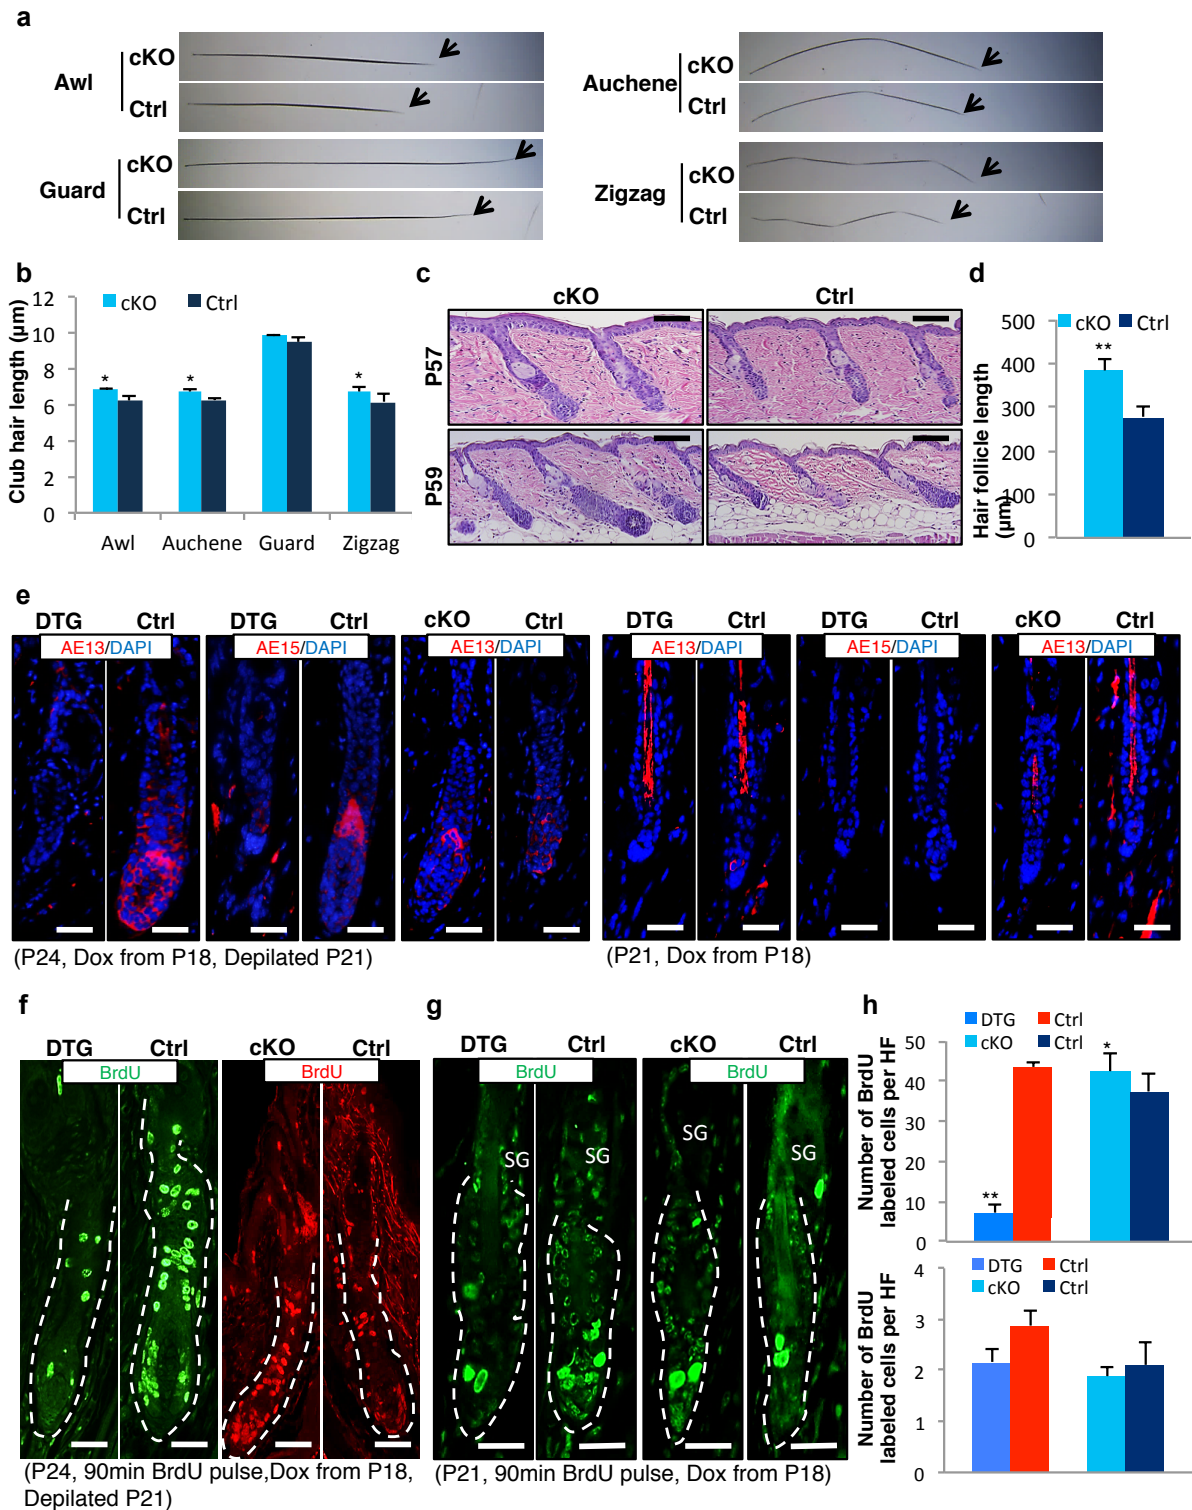 a
Awl
cKO
Ctrl
Guard
cKO
Ctrl
Auchene
cKO
Ctrl
Zigzag
cKO
Ctrl
b
cKO Ctrl
Club hair length (µm)
12
10
8
6
4
2
0
* * *
Awl Auchene Guard Zigzag
c
cKO Ctrl
P57
P59
d
cKO Ctrl
Hair follicle length
(µm)
500
400
300
200
100
0
**
e
DTG Ctrl DTG Ctrl cKO Ctrl DTG Ctrl DTG Ctrl cKO Ctrl
AE13/DAPI AE15/DAPI AE13/DAPI AE13/DAPI AE15/DAPI AE13/DAPI
(P24, Dox from P18, Depilated P21)
(P21, Dox from P18)
f
DTG Ctrl cKO Ctrl
BrdU BrdU
(P24, 90min BrdU pulse,Dox from P18,
Depilated P21)
g
DTG Ctrl cKO Ctrl
BrdU BrdU
SG SG SG SG
(P21, 90min BrdU pulse, Dox from P18)
h
DTG Ctrl
cKO Ctrl
Number of BrdU
labeled cells per HF
50
40
30
20
10
0
** *
DTG Ctrl
cKO Ctrl
Number of BrdU
labeled cells per HF
4
3
2
1
0